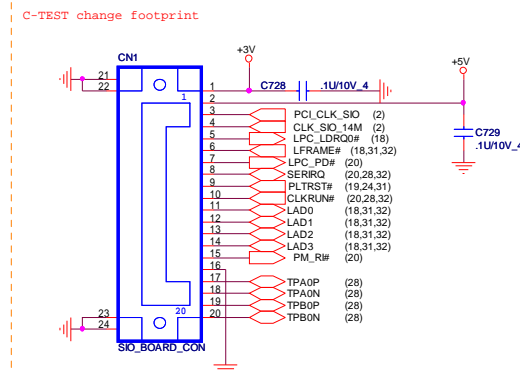 C-TEST change footprint
CN1
+3V
+5V
C728 .1U/10V_4
C729
.1U/10V_4
21
22
1
1
2
3 PCI_CLK_SIO (2)
4 CLK_SIO_14M (2)
5 LPC_LDRQ0# (18)
6 LFRAME# (18,31,32)
7 LPC_PD# (20)
8 SERIRQ (20,28,32)
9 PLTRST# (19,24,31)
10 CLKRUN# (20,28,32)
11 LAD0 (18,31,32)
12 LAD1 (18,31,32)
13 LAD2 (18,31,32)
14 LAD3 (18,31,32)
15 PM_RI# (20)
16
17 TPA0P (28)
18 TPA0N (28)
19 TPB0P (28)
20 TPB0N (28)
20
23
24
SIO_BOARD_CON